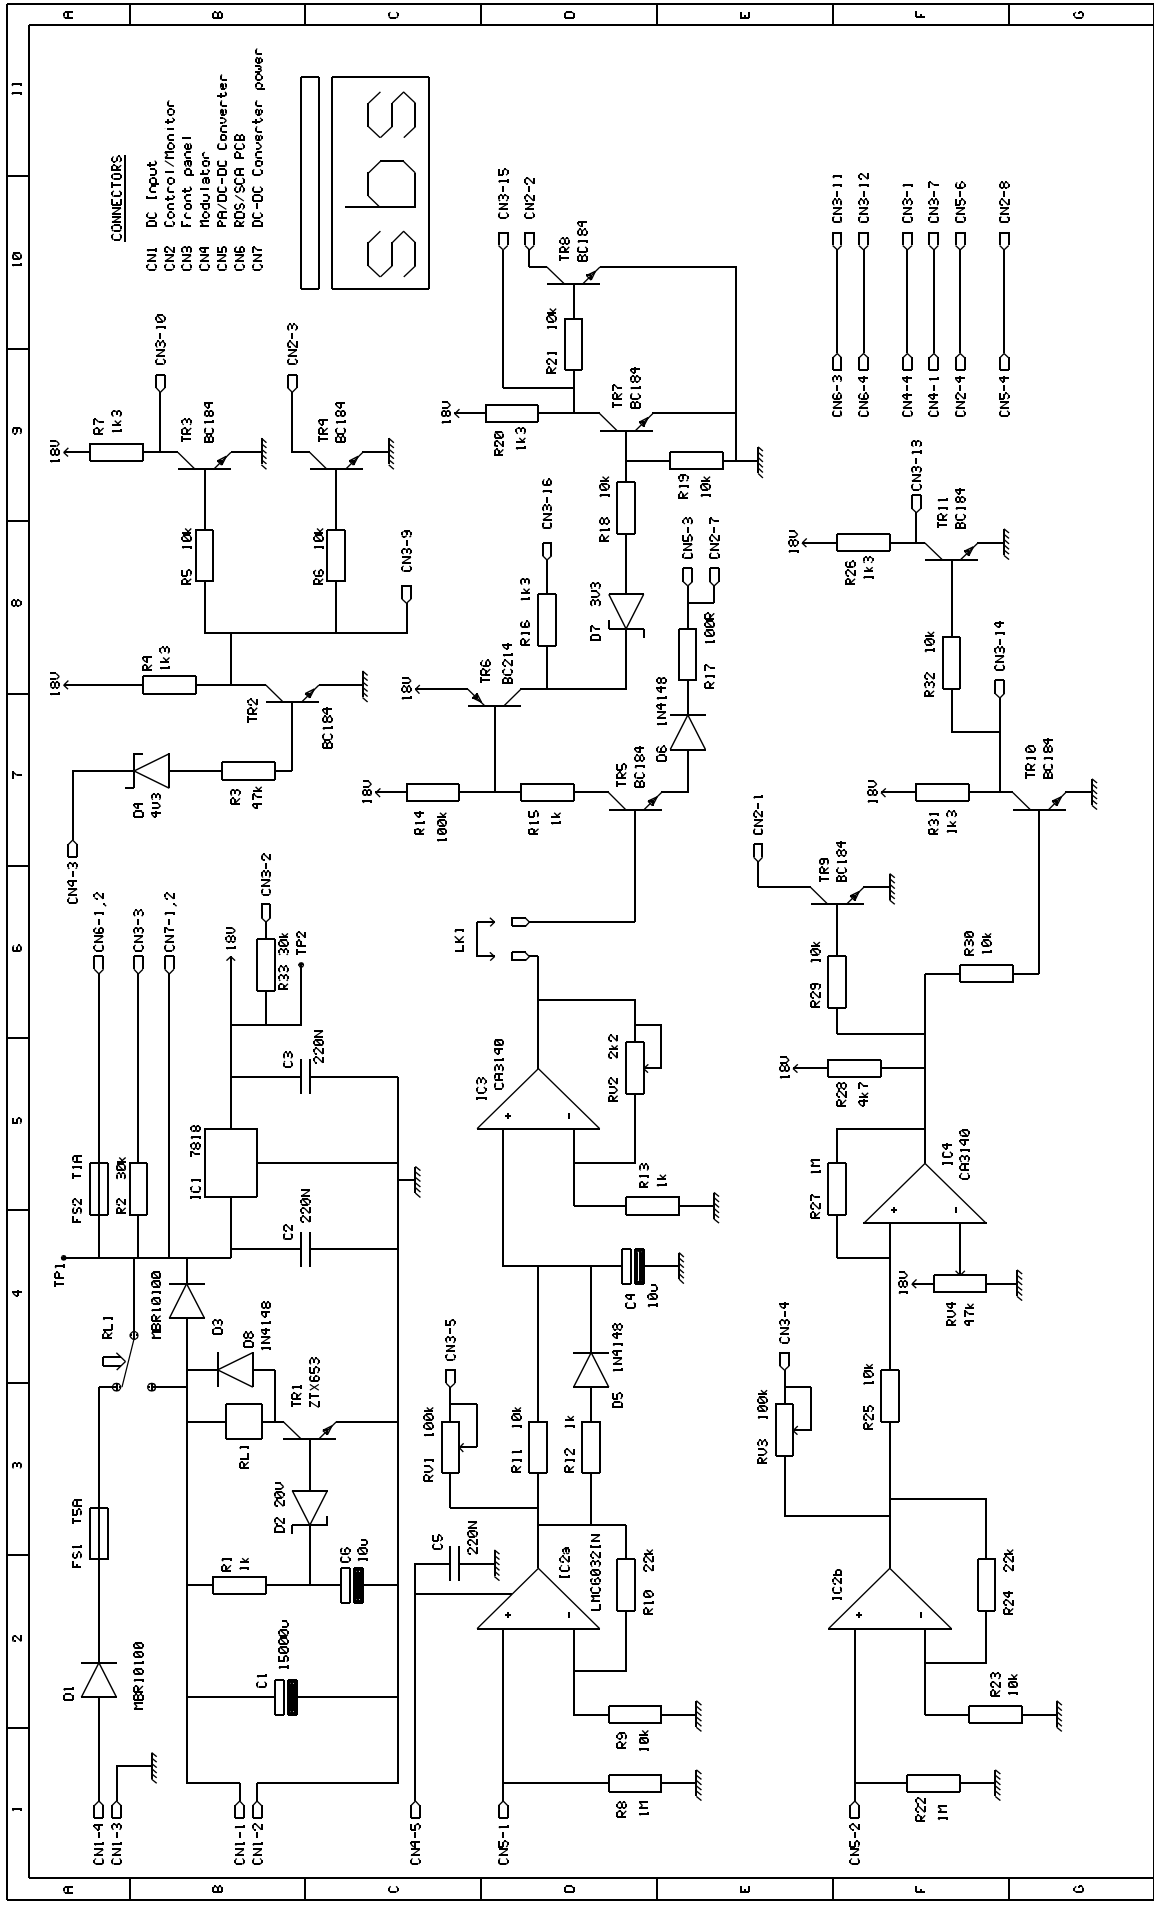 CONNECTORS
CN1 DC Input
CN2 Control/Monitor
CN3 Front panel
CN4 Modulator
CN5 PA/DC-DC Converter
CN6 RDS/SCA PCB
CN7 DC-DC Converter power
sbs
1 2 3 4 5 6 7 8 9 10 11
A
B
C
D
E
F
G
A
B
C
D
E
F
G
CN1-4
CN1-3
D1
MBR10100
FS1 T5A
RL1
MBR10100
D3
TP1
FS2 T1A
R2 30k
CN6-1,2
CN3-3
CN7-1,2
CN1-1
CN1-2
C1
15000u
R1
1k
C6
10u
D2 20V
RL1
D8
1N4148
TR1
ZTX653
C2
220N
IC1 7818
C3
220N
18V
R33 30k
CN3-2
TP2
CN4-3
D4
4V3
R3
47k
TR2
BC184
18V
R4
1k3
R5 10k
R6 10k
CN3-9
18V
R7
1k3
TR3
BC184
CN3-10
TR4
BC184
CN2-3
CN4-5
C5
220N
CN5-1
R8
1M
R9
10k
IC2a
LMC6032IN
R10 22k
RV1 100k
CN3-5
R11 10k
R12 1k
D5
1N4148
C4
10u
R13
1k
IC3
CA3140
RV2 2k2
LK1
18V
R14
100k
R15
1k
TR5
BC184
18V
TR6
BC214
R16 1k3
CN3-16
D6
1N4148
R17
100R
CN5-3
CN2-7
D7 3V3
R18 10k
R19
10k
18V
R20
1k3
TR7
BC184
R21 10k
TR8
BC184
CN3-15
CN2-2
CN5-2
R22
1M
R23
10k
IC2b
R24 22k
RV3 100k
CN3-4
R25 10k
18V
RV4
47k
R27 1M
IC4
CA3140
18V
R28
4k7
R29 10k
TR9
BC184
CN2-1
R30
10k
18V
R31
1k3
TR10
BC184
CN3-14
R32 10k
18V
R26
1k3
TR11
BC184
CN3-13
CN6-3 CN3-11
CN6-4 CN3-12
CN4-4 CN3-1
CN4-1 CN3-7
CN2-4 CN5-6
CN5-4 CN2-8